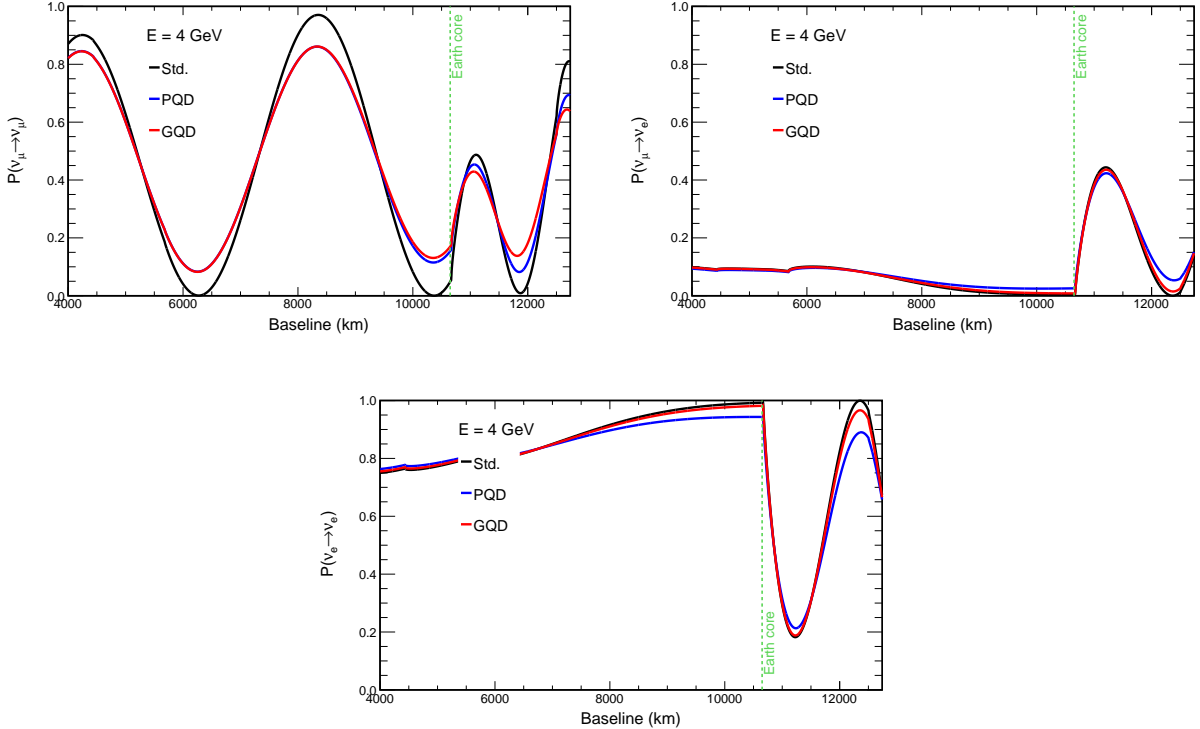 E = 4 GeV
Std.
PQD
GQD
Earth core
P(ν_μ→ν_μ)
0.0
0.2
0.4
0.6
0.8
1.0
4000 6000 8000 10000 12000
Baseline (km)
E = 4 GeV
Std.
PQD
GQD
Earth core
P(ν_μ→ν_e)
0.0
0.2
0.4
0.6
0.8
1.0
4000 6000 8000 10000 12000
Baseline (km)
E = 4 GeV
Std.
PQD
GQD
Earth core
P(ν_e→ν_e)
0.0
0.2
0.4
0.6
0.8
1.0
4000 6000 8000 10000 12000
Baseline (km)